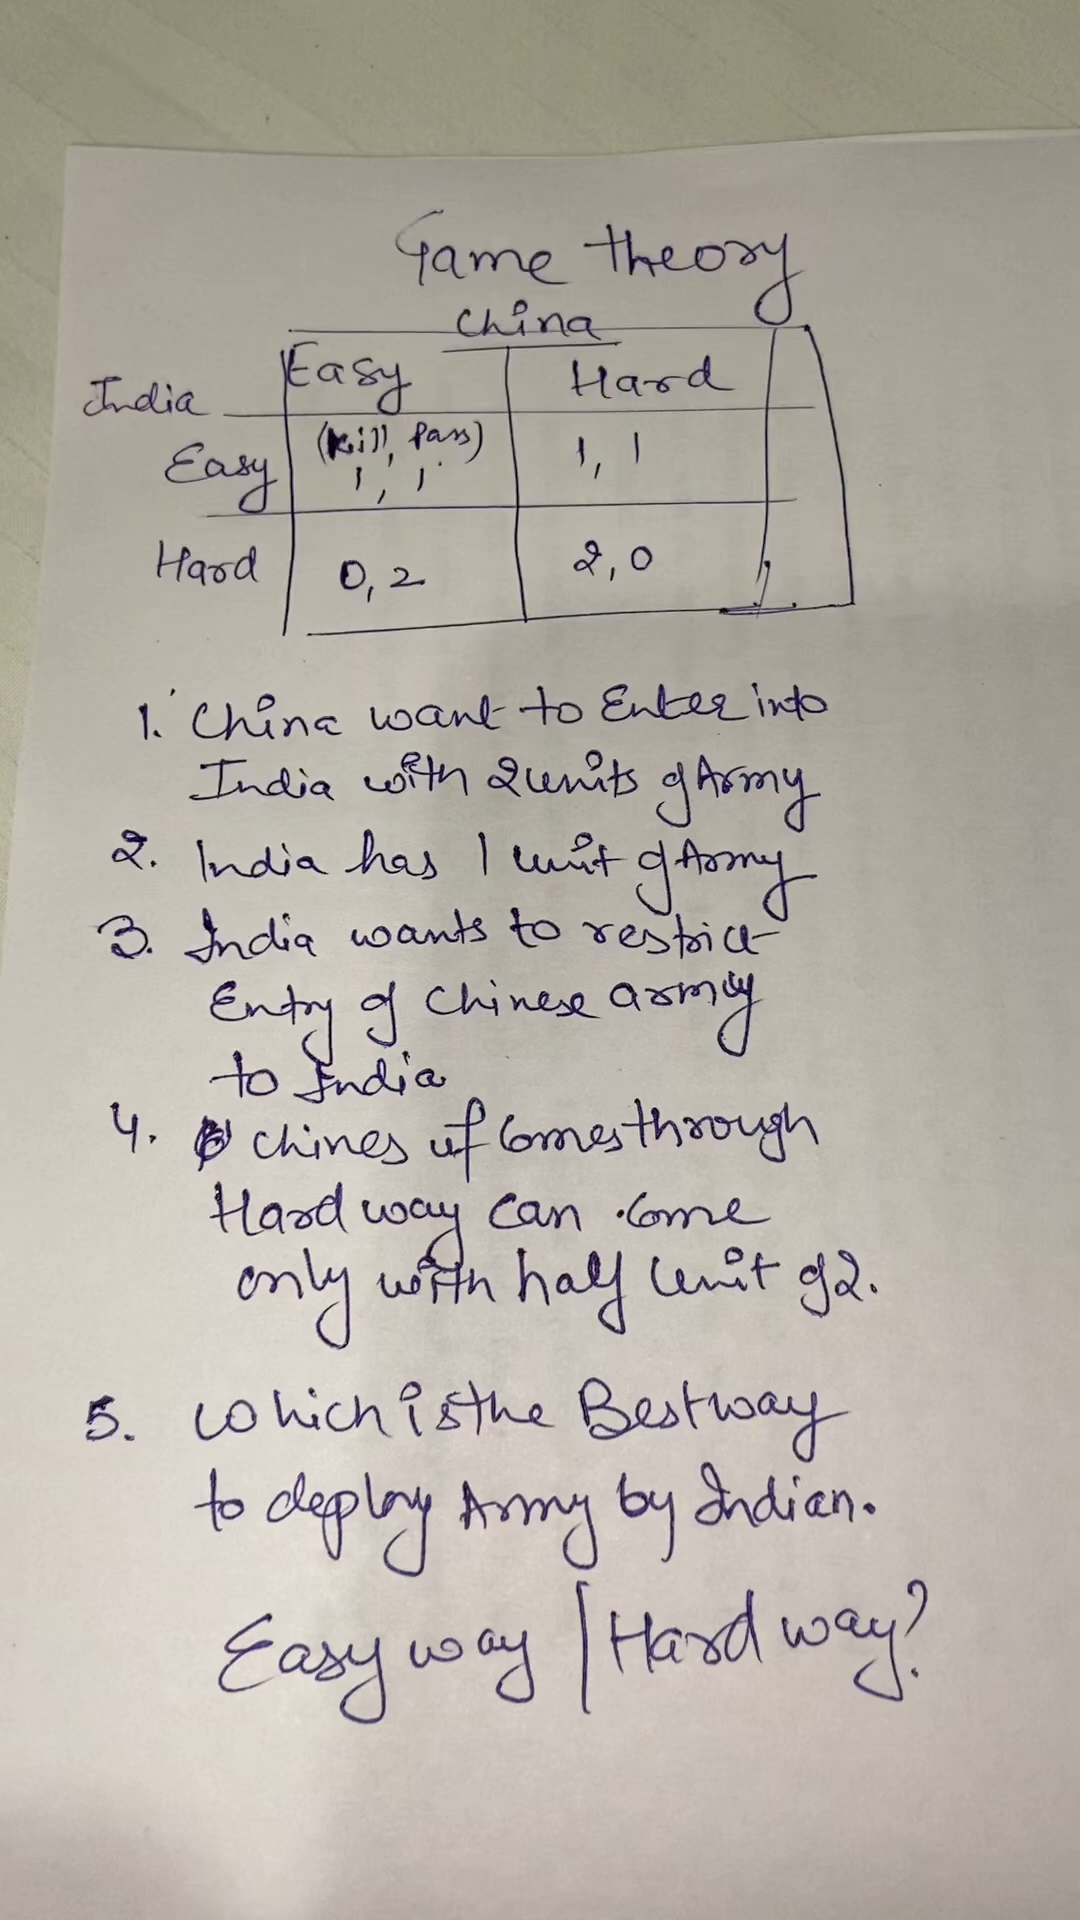 Game theory
China
India Easy Hard
Easy (kill, Pass) 1, 1 1, 1
Hard 0, 2 2, 0
1. China want to Enter into
India with 2 units of Army
2. India has 1 unit of Army
3. India wants to restrict
Entry of Chinese army
to India
4. Chines if Comes through
Hard way can come
only with half Unit of 2.
5. Which is the Best way
to deploy Army by Indian.
Easy way / Hard way?